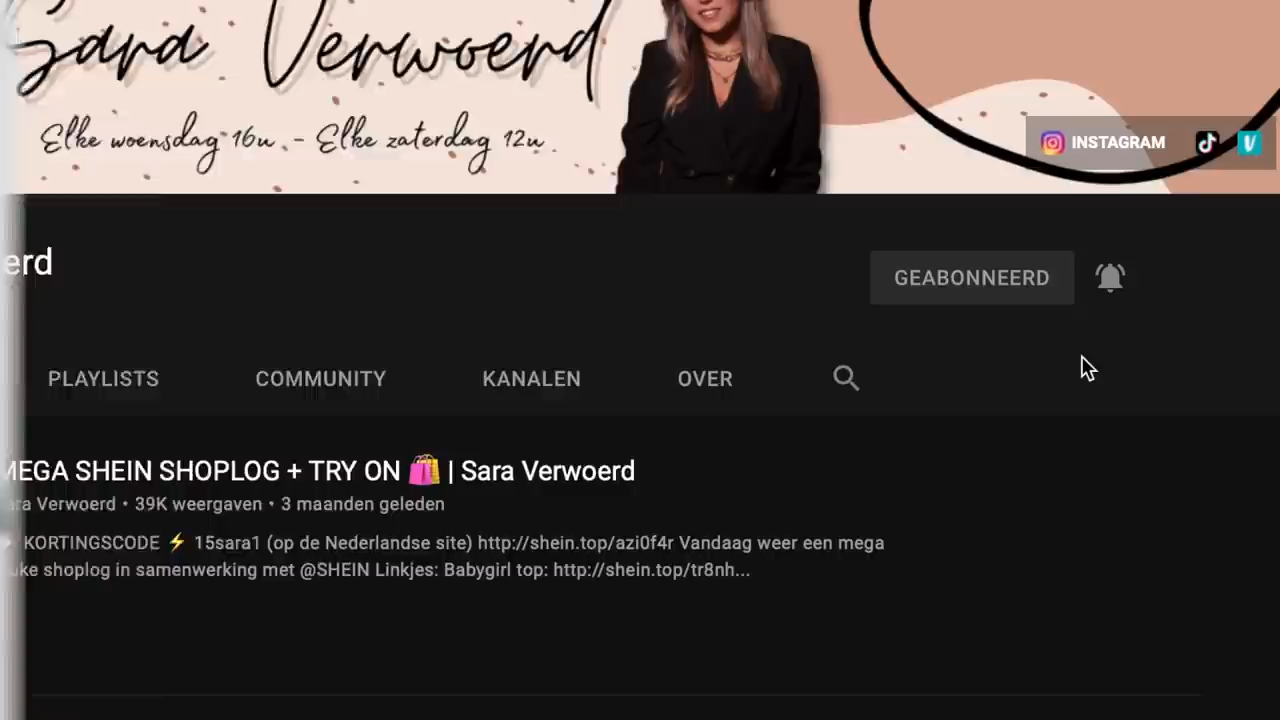 Sara Verwoerd
Elke woensdag 16u. - Elke zaterdag 12u.
INSTAGRAM
erd
GEABONNEERD
PLAYLISTS COMMUNITY KANALEN OVER
MEGA SHEIN SHOPLOG + TRY ON 🛍️ | Sara Verwoerd
ara Verwoerd • 39K weergaven • 3 maanden geleden
KORTINGSCODE ⚡ 15sara1 (op de Nederlandse site) http://shein.top/azi0f4r Vandaag weer een mega
uke shoplog in samenwerking met @SHEIN Linkjes: Babygirl top: http://shein.top/tr8nh...